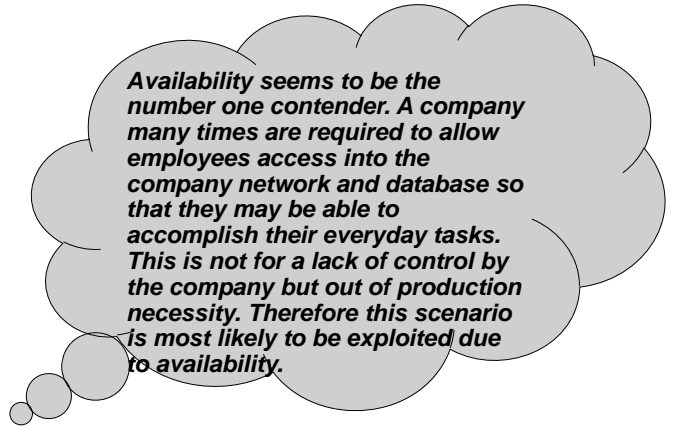 Availability seems to be the
number one contender. A company
many times are required to allow
employees access into the
company network and database so
that they may be able to
accomplish their everyday tasks.
This is not for a lack of control by
the company but out of production
necessity. Therefore this scenario
is most likely to be exploited due
to availability.